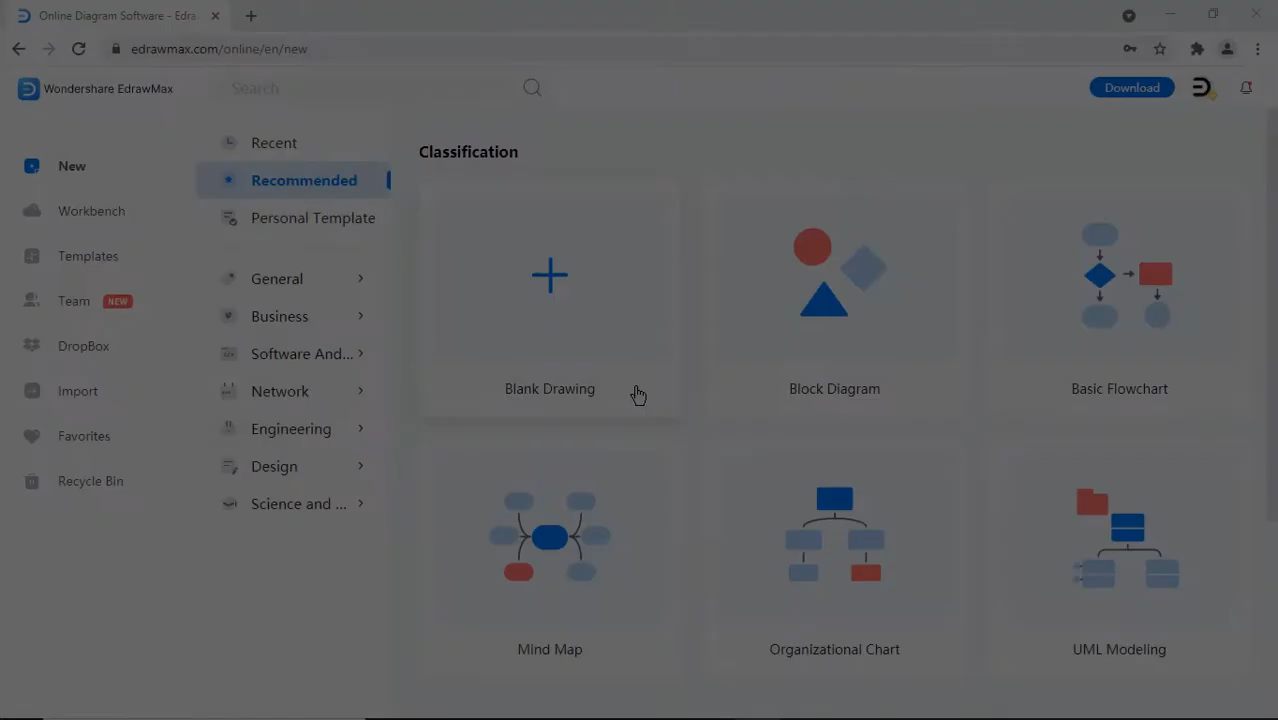 Online Diagram Software - Edra
edrawmax.com/online/en/new
Wondershare EdrawMax
Search
Download
New
Workbench
Templates
Team NEW
DropBox
Import
Favorites
Recycle Bin
Recent
Recommended
Personal Template
General
Business
Software And...
Network
Engineering
Design
Science and ...
Classification
Blank Drawing
Block Diagram
Basic Flowchart
Mind Map
Organizational Chart
UML Modeling